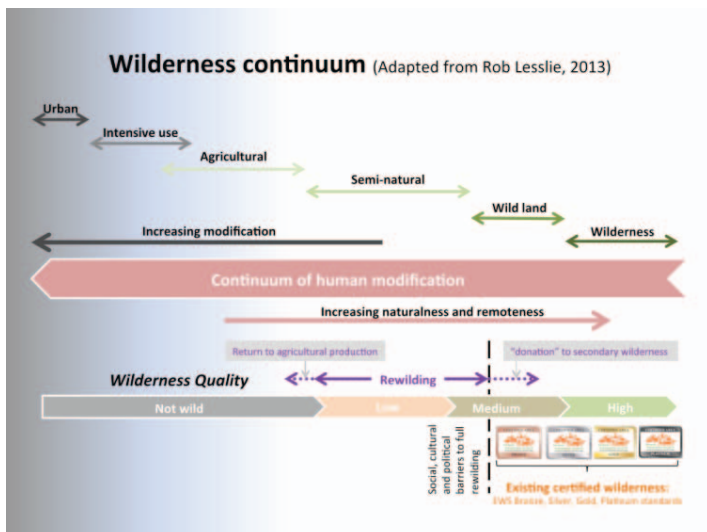 Wilderness continuum (Adapted from Rob Lesslie, 2013)
Urban
Intensive use
Agricultural
Semi-natural
Wild land
Increasing modification
Wilderness
Continuum of human modification
Increasing naturalness and remoteness
Return to agricultural production
"donation" to secondary wilderness
Wilderness Quality
Rewilding
Not wild
Low
Medium
High
Social, cultural
and political
barriers to full
rewilding
Existing certified wilderness:
EWS Bronze, Silver, Gold, Platinum standards